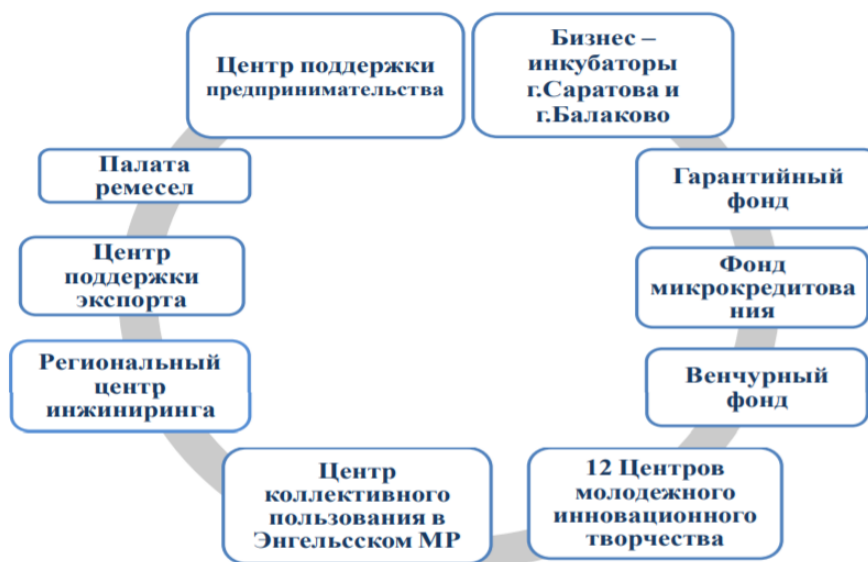 Центр поддержки
предпринимательства
Бизнес –
инкубаторы
г.Саратова и
г.Балаково
Гарантийный
фонд
Фонд
микрокредитова
ния
Венчурный
фонд
12 Центров
молодежного
инновационного
творчества
Центр
коллективного
пользования в
Энгельсском МР
Региональный
центр
инжиниринга
Центр
поддержки
экспорта
Палата
ремесел